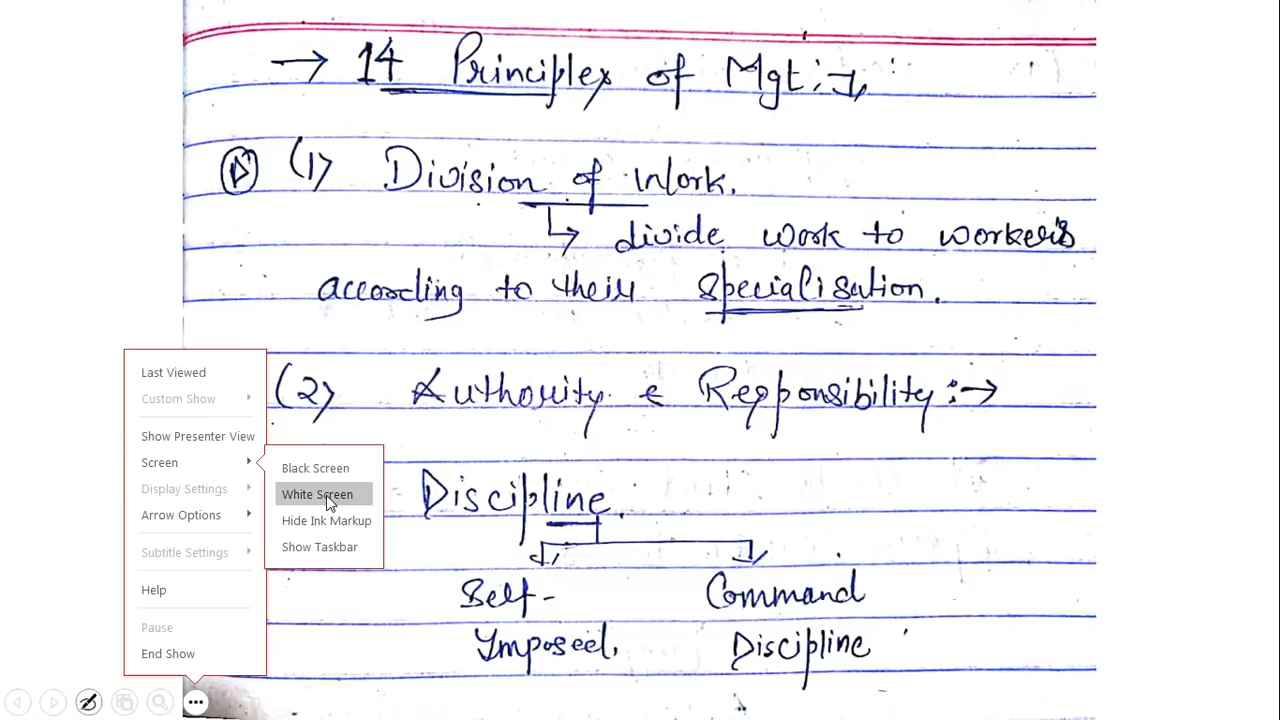 → 14 Principles of Mgt:→
(1) Division of Work.
↳ divide work to workers
according to their specialisation.
(2) Authority & Responsibility:→
Discipline.
Self- Command
Imposed. Discipline
Last Viewed
Custom Show
Show Presenter View
Screen
Display Settings
Arrow Options
Subtitle Settings
Help
Pause
End Show
Black Screen
White Screen
Hide Ink Markup
Show Taskbar